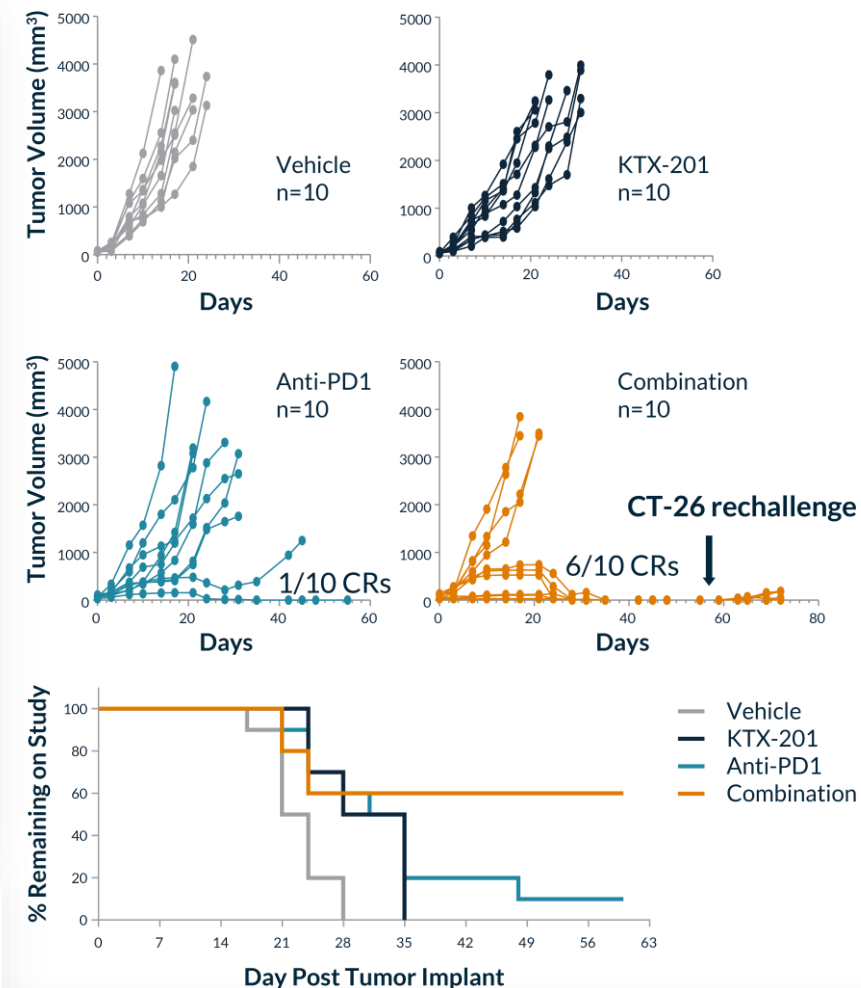 Tumor Volume (mm³)
5000
4000
3000
2000
1000
0
Vehicle
n=10
0 20 40 60
Days
5000
4000
3000
2000
1000
0
KTX-201
n=10
0 20 40 60
Days
Tumor Volume (mm³)
5000
4000
3000
2000
1000
0
Anti-PD1
n=10
1/10 CRs
0 20 40 60
Days
5000
4000
3000
2000
1000
0
Combination
n=10
CT-26 rechallenge
6/10 CRs
0 20 40 60 80
Days
% Remaining on Study
100
80
60
40
20
0
0 7 14 21 28 35 42 49 56 63
Day Post Tumor Implant
Vehicle
KTX-201
Anti-PD1
Combination